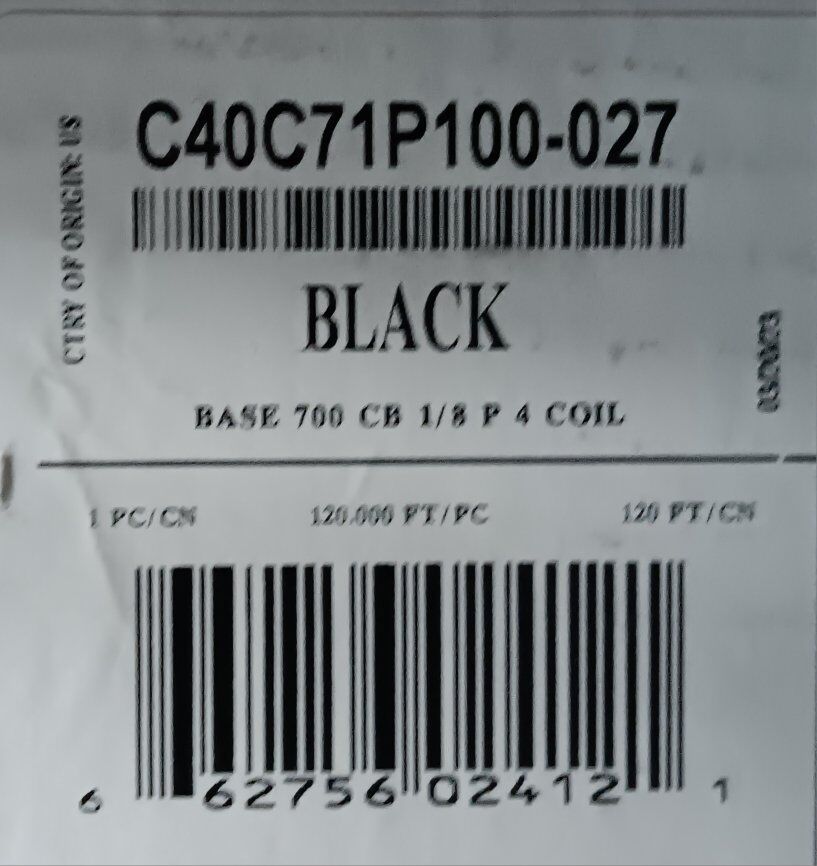 C40C71P100-027
CTRY OF ORIGIN: US
BLACK
BASE 700 CB 1/8 P 4 COIL
1 PC/CN 120.000 FT/PC 120 FT/CN
6 62756 02412 1